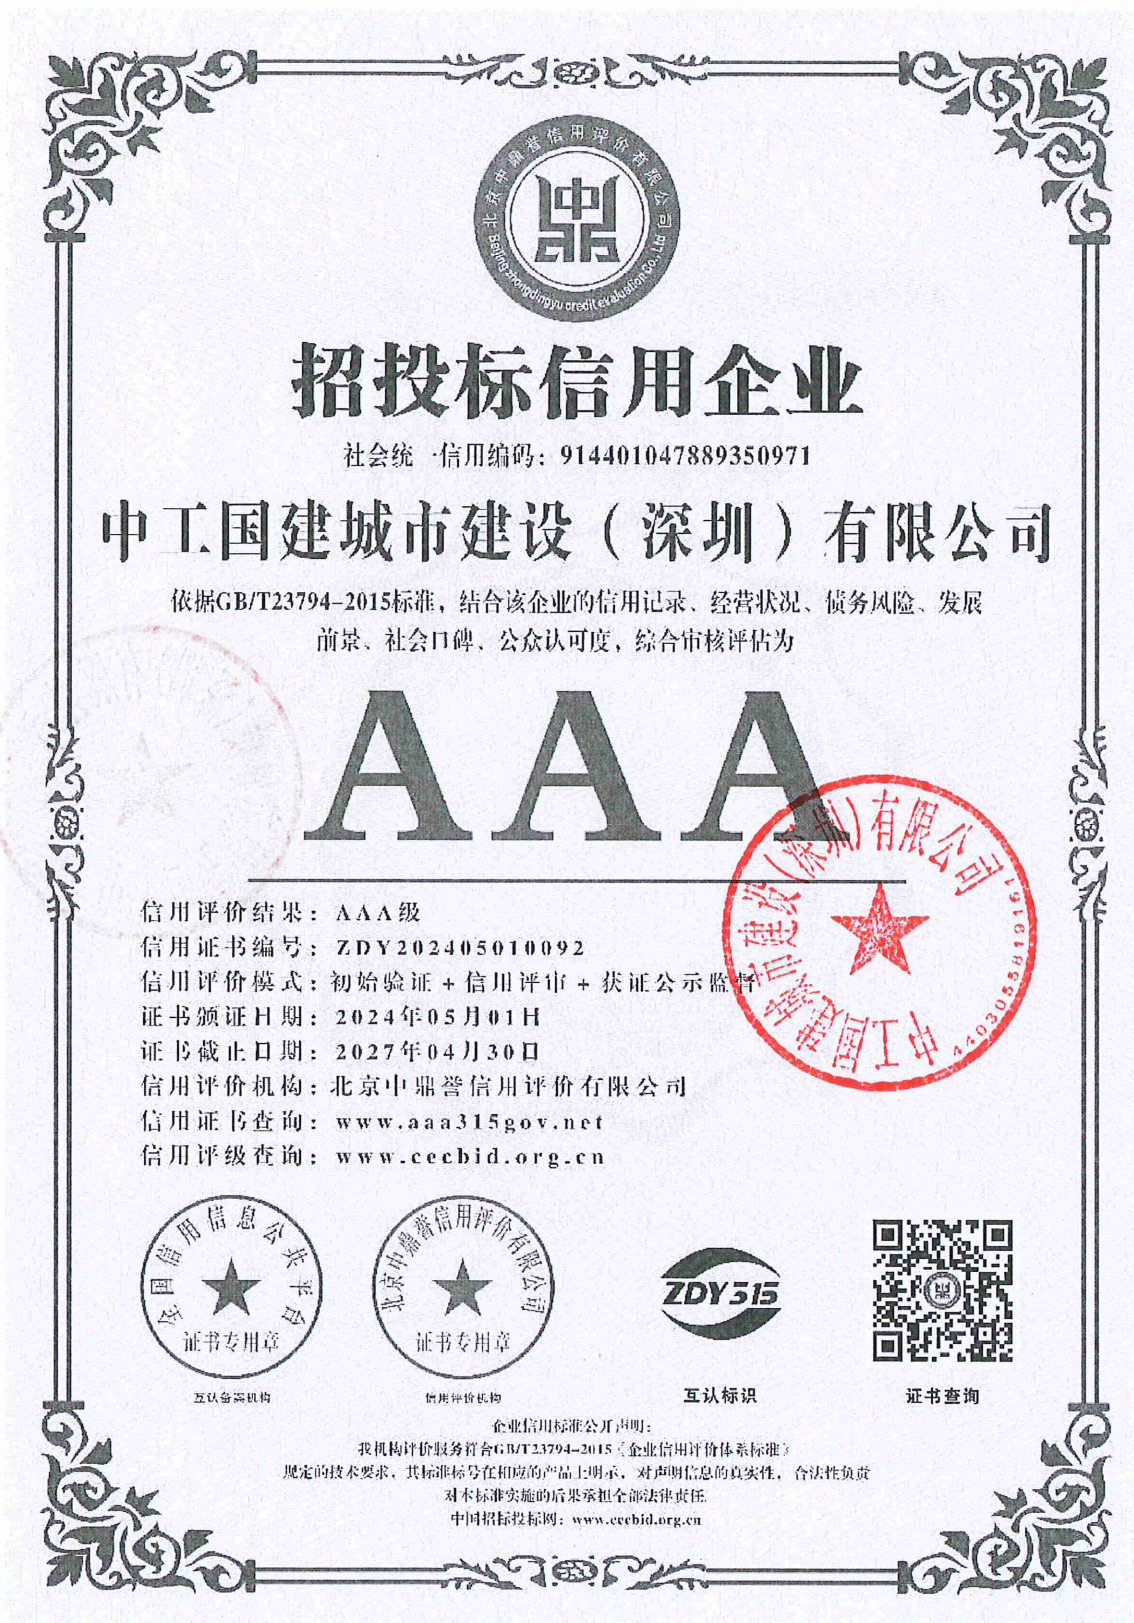 北京中鼎誉信用评价有限公司
Beijing zhongdingyu credit evaluation Co., Ltd
招投标信用企业
社会统一信用编码：914401047889350971
中工国建城市建设（深圳）有限公司
依据GB/T23794-2015标准，结合该企业的信用记录、经营状况、债务风险、发展
前景、社会口碑、公众认可度，综合审核评估为
AAA
信用评价结果：AAA级
信用证书编号：ZDY202405010092
信用评价模式：初始验证+信用评审+获证公示监督
证书颁证日期：2024年05月01日
证书截止日期：2027年04月30日
信用评价机构：北京中鼎誉信用评价有限公司
信用证书查询：www.aaa315gov.net
信用评级查询：www.cecbid.org.cn
中工国建城市建设（深圳）有限公司
4403055819161
全国信用信息公共平台
证书专用章
北京中鼎誉信用评价有限公司
证书专用章
ZDY315
互认备案机构
信用评价机构
互认标识
证书查询
企业信用标准公开声明：
我机构评价服务符合GB/T23794-2015《企业信用评价体系标准》
规定的技术要求，其标准标号在相应的产品上明示，对声明信息的真实性，合法性负责
对本标准实施的后果承担全部法律责任.
中国招标投标网：www.cecbid.org.cn